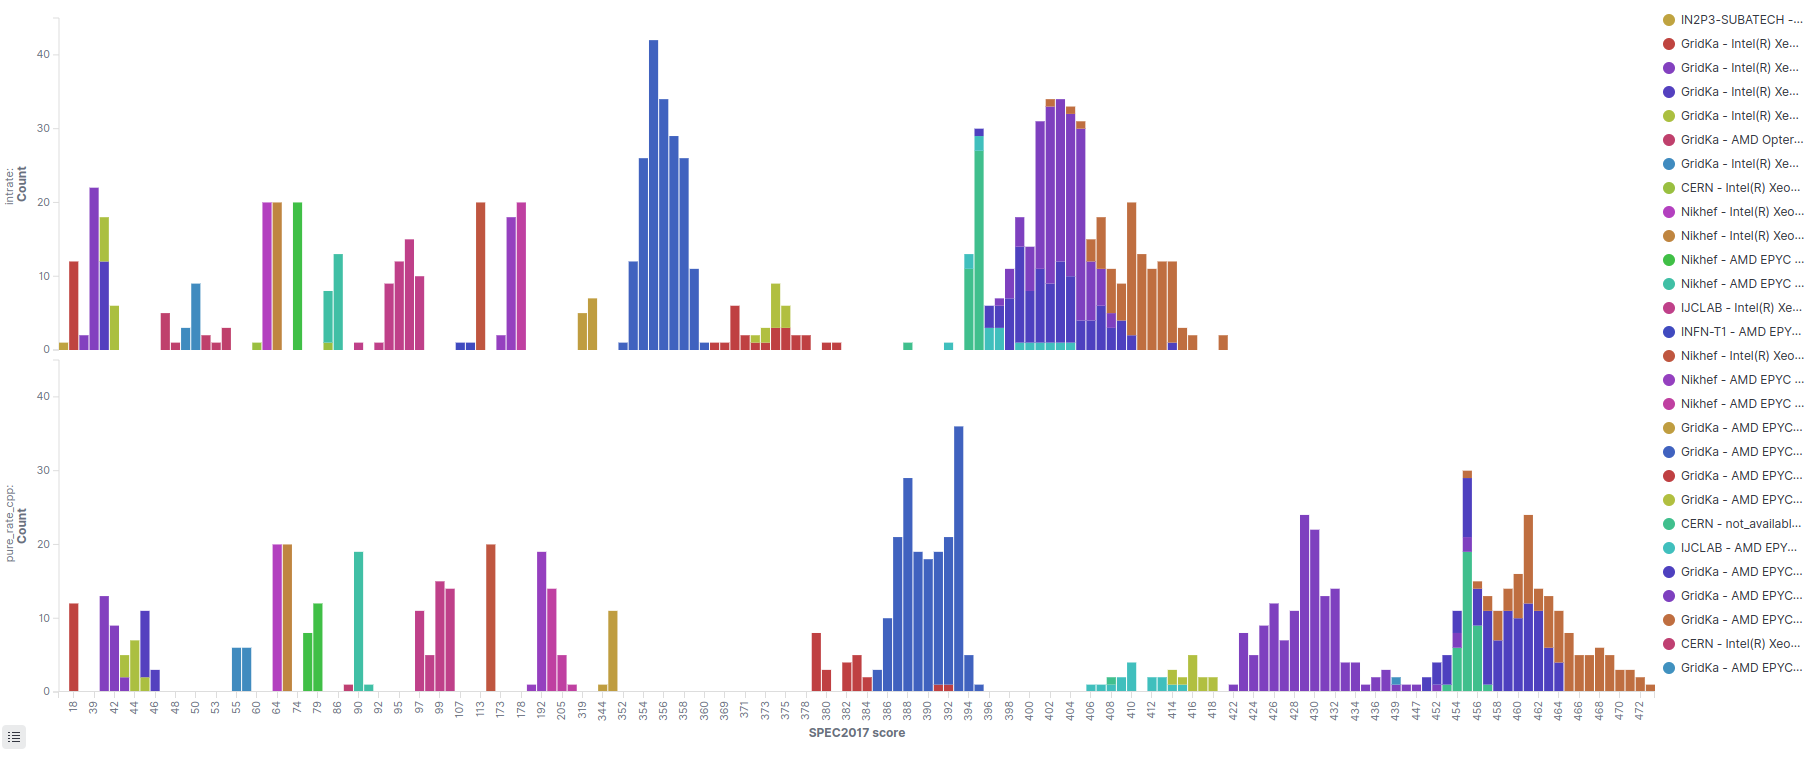 intrate:
Count
40
30
20
10
0
pure_rate_cpp:
Count
40
30
20
10
0
18 39 42 44 46 48 50 55 60 64 74 79 86 90 92 95 97 107 113 173 178 192 205 319 344 352 354 356 358 360 369 371 373 375 378 380 382 384 386 388 390 392 394 396 398 400 402 404 406 408 410 412 414 416 418 422 424 426 428 430 432 434 436 439 447 452 454 456 458 460 462 464 466 468 470 472
SPEC2017 score
IN2P3-SUBATECH -...
GridKa - Intel(R) Xe...
GridKa - Intel(R) Xe...
GridKa - Intel(R) Xe...
GridKa - Intel(R) Xe...
GridKa - AMD Opter...
GridKa - Intel(R) Xe...
CERN - Intel(R) Xeo...
Nikhef - Intel(R) Xeo...
Nikhef - Intel(R) Xeo...
Nikhef - AMD EPYC ...
Nikhef - AMD EPYC ...
IJCLAB - Intel(R) Xe...
INFN-T1 - AMD EPY...
Nikhef - Intel(R) Xeo...
Nikhef - AMD EPYC ...
Nikhef - AMD EPYC ...
GridKa - AMD EPYC...
GridKa - AMD EPYC...
GridKa - AMD EPYC...
GridKa - AMD EPYC...
CERN - not_availabl...
IJCLAB - AMD EPY...
GridKa - AMD EPYC...
GridKa - AMD EPYC...
GridKa - AMD EPYC...
CERN - Intel(R) Xeo...
GridKa - AMD EPYC...